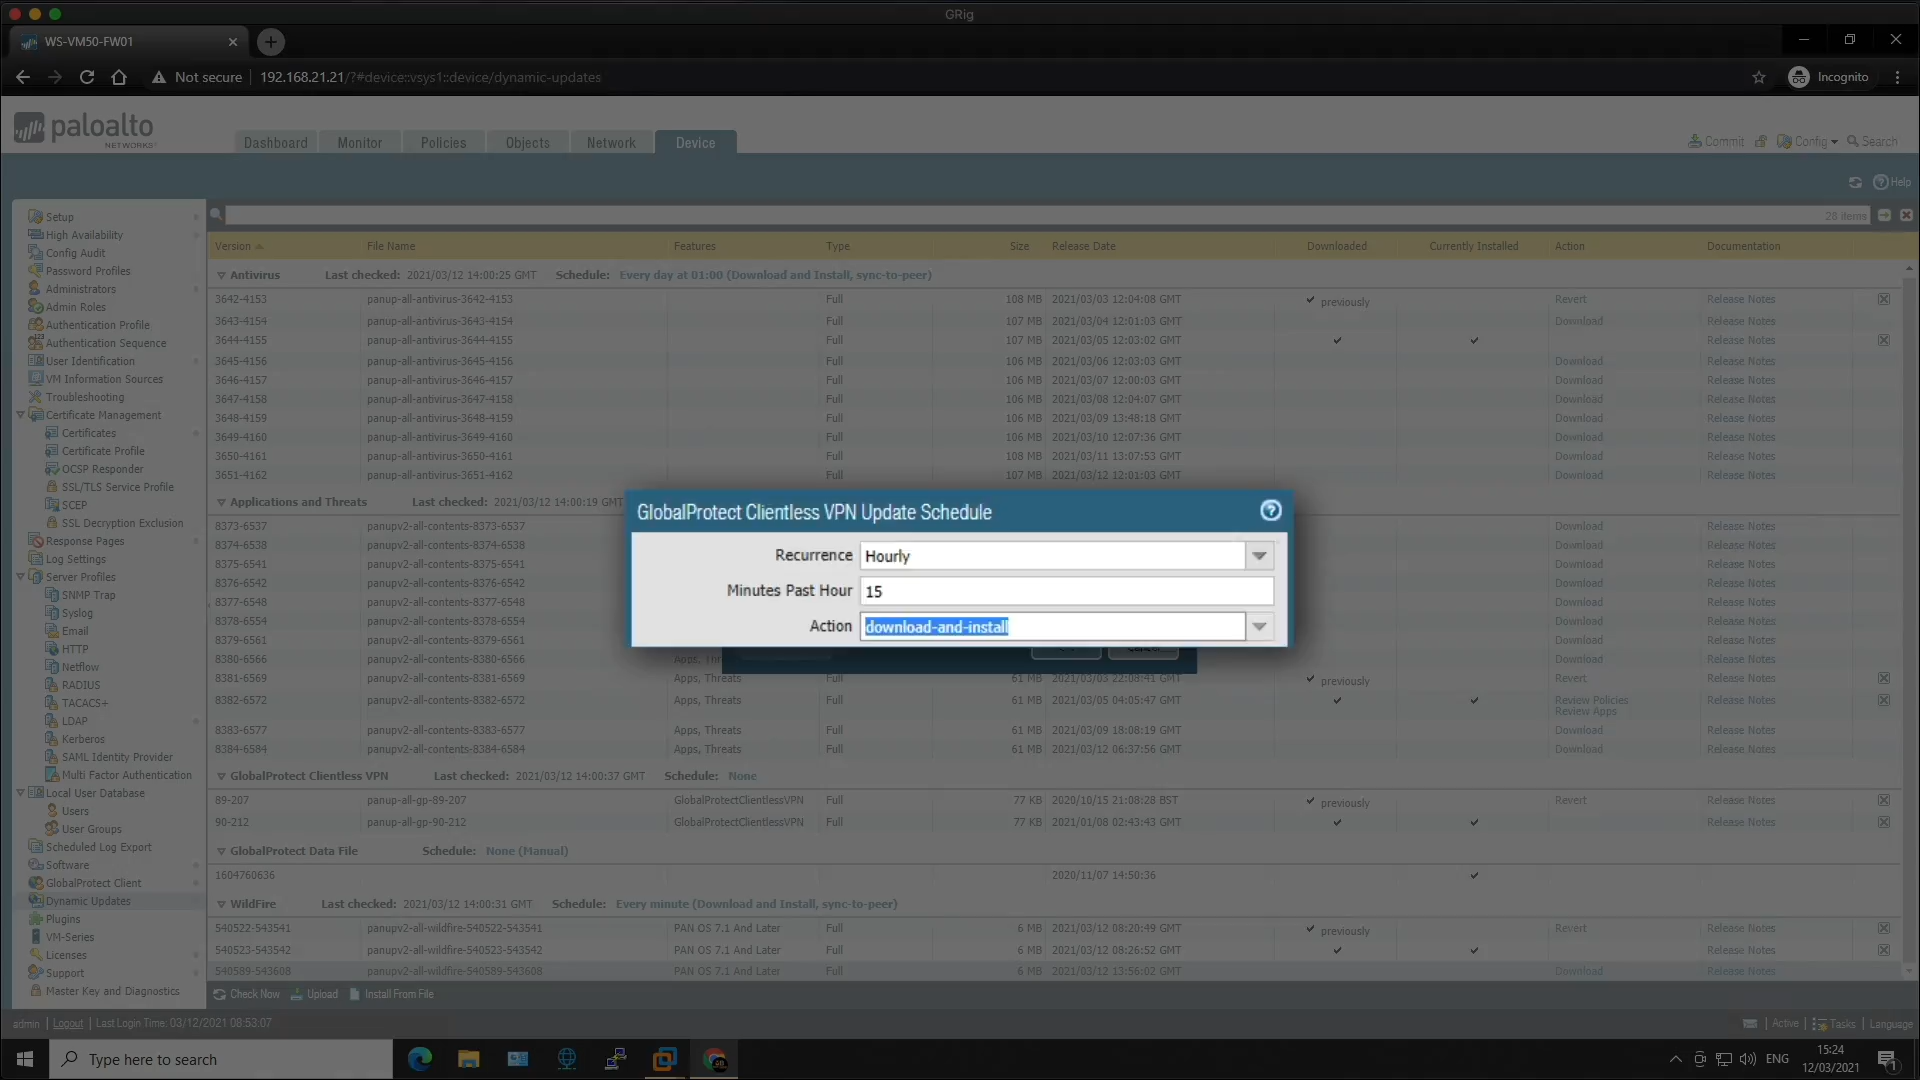 GRig
WS-VM50-FW01
Not secure 192.168.21.21/?#device::vsys1::device/dynamic-updates Incognito
paloalto
NETWORKS
Dashboard Monitor Policies Objects Network Device Commit Config Search
Help
28 items
Setup
High Availability
Config Audit
Password Profiles
Administrators
Admin Roles
Authentication Profile
Authentication Sequence
User Identification
VM Information Sources
Troubleshooting
Certificate Management
Certificates
Certificate Profile
OCSP Responder
SSL/TLS Service Profile
SCEP
SSL Decryption Exclusion
Response Pages
Log Settings
Server Profiles
SNMP Trap
Syslog
Email
HTTP
Netflow
RADIUS
TACACS+
LDAP
Kerberos
SAML Identity Provider
Multi Factor Authentication
Local User Database
Users
User Groups
Scheduled Log Export
Software
GlobalProtect Client
Dynamic Updates
Plugins
VM-Series
Licenses
Support
Master Key and Diagnostics
Version File Name Features Type Size Release Date Downloaded Currently Installed Action Documentation
Antivirus Last checked: 2021/03/12 14:00:25 GMT Schedule: Every day at 01:00 (Download and Install, sync-to-peer)
3642-4153 panup-all-antivirus-3642-4153 Full 108 MB 2021/03/03 12:04:08 GMT ✔ previously Revert Release Notes
3643-4154 panup-all-antivirus-3643-4154 Full 107 MB 2021/03/04 12:01:03 GMT Download Release Notes
3644-4155 panup-all-antivirus-3644-4155 Full 107 MB 2021/03/05 12:03:02 GMT ✔ ✔ Release Notes
3645-4156 panup-all-antivirus-3645-4156 Full 106 MB 2021/03/06 12:03:03 GMT Download Release Notes
3646-4157 panup-all-antivirus-3646-4157 Full 106 MB 2021/03/07 12:00:03 GMT Download Release Notes
3647-4158 panup-all-antivirus-3647-4158 Full 106 MB 2021/03/08 12:04:07 GMT Download Release Notes
3648-4159 panup-all-antivirus-3648-4159 Full 106 MB 2021/03/09 13:48:18 GMT Download Release Notes
3649-4160 panup-all-antivirus-3649-4160 Full 106 MB 2021/03/10 12:07:36 GMT Download Release Notes
3650-4161 panup-all-antivirus-3650-4161 Full 108 MB 2021/03/11 13:07:53 GMT Download Release Notes
3651-4162 panup-all-antivirus-3651-4162 Full 107 MB 2021/03/12 12:01:03 GMT Download Release Notes
Applications and Threats Last checked: 2021/03/12 14:00:19 GMT
8373-6537 panupv2-all-contents-8373-6537 Download Release Notes
8374-6538 panupv2-all-contents-8374-6538 Download Release Notes
8375-6541 panupv2-all-contents-8375-6541 Download Release Notes
8376-6542 panupv2-all-contents-8376-6542 Download Release Notes
8377-6548 panupv2-all-contents-8377-6548 Download Release Notes
8378-6554 panupv2-all-contents-8378-6554 Download Release Notes
8379-6561 panupv2-all-contents-8379-6561 Download Release Notes
8380-6566 panupv2-all-contents-8380-6566 Apps, Download Release Notes
8381-6569 panupv2-all-contents-8381-6569 Apps, Threats Full 61 MB 2021/03/03 22:08:41 GMT ✔ previously Revert Release Notes
8382-6572 panupv2-all-contents-8382-6572 Apps, Threats Full 61 MB 2021/03/05 04:05:47 GMT ✔ ✔ Review Policies Release Notes
Review Apps
8383-6577 panupv2-all-contents-8383-6577 Apps, Threats Full 61 MB 2021/03/09 18:08:19 GMT Download Release Notes
8384-6584 panupv2-all-contents-8384-6584 Apps, Threats Full 61 MB 2021/03/12 06:37:56 GMT Download Release Notes
GlobalProtect Clientless VPN Last checked: 2021/03/12 14:00:37 GMT Schedule: None
89-207 panup-all-gp-89-207 GlobalProtectClientlessVPN Full 77 KB 2020/10/15 21:08:28 BST ✔ previously Revert Release Notes
90-212 panup-all-gp-90-212 GlobalProtectClientlessVPN Full 77 KB 2021/01/08 02:43:43 GMT ✔ ✔ Release Notes
GlobalProtect Data File Schedule: None (Manual)
1604760636 2020/11/07 14:50:36 ✔
WildFire Last checked: 2021/03/12 14:00:31 GMT Schedule: Every minute (Download and Install, sync-to-peer)
540522-543541 panupv2-all-wildfire-540522-543541 PAN OS 7.1 And Later Full 6 MB 2021/03/12 08:20:49 GMT ✔ previously Revert Release Notes
540523-543542 panupv2-all-wildfire-540523-543542 PAN OS 7.1 And Later Full 6 MB 2021/03/12 08:26:52 GMT ✔ ✔ Release Notes
540589-543608 panupv2-all-wildfire-540589-543608 PAN OS 7.1 And Later Full 6 MB 2021/03/12 13:56:02 GMT Download Release Notes
GlobalProtect Clientless VPN Update Schedule
Recurrence Hourly
Minutes Past Hour 15
Action download-and-install
Check Now Upload Install From File
admin | Logout | Last Login Time: 03/12/2021 08:53:07 Active | Tasks | Language
Type here to search ENG 15:24
12/03/2021
1